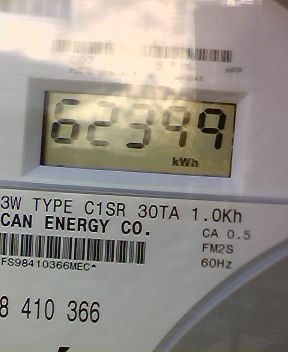 HPP
62399
kWh
3W TYPE C1SR 30TA 1.0Kh
CAN ENERGY CO.
CA 0.5
FM2S
60Hz
FS98410366MEC*
8 410 366